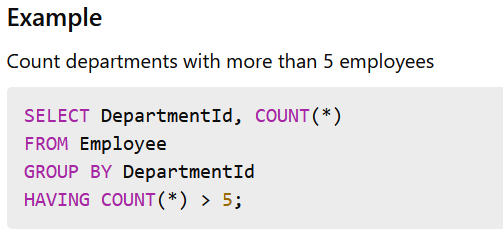 Example
Count departments with more than 5 employees
SELECT DepartmentId, COUNT(*)
FROM Employee
GROUP BY DepartmentId
HAVING COUNT(*) > 5;